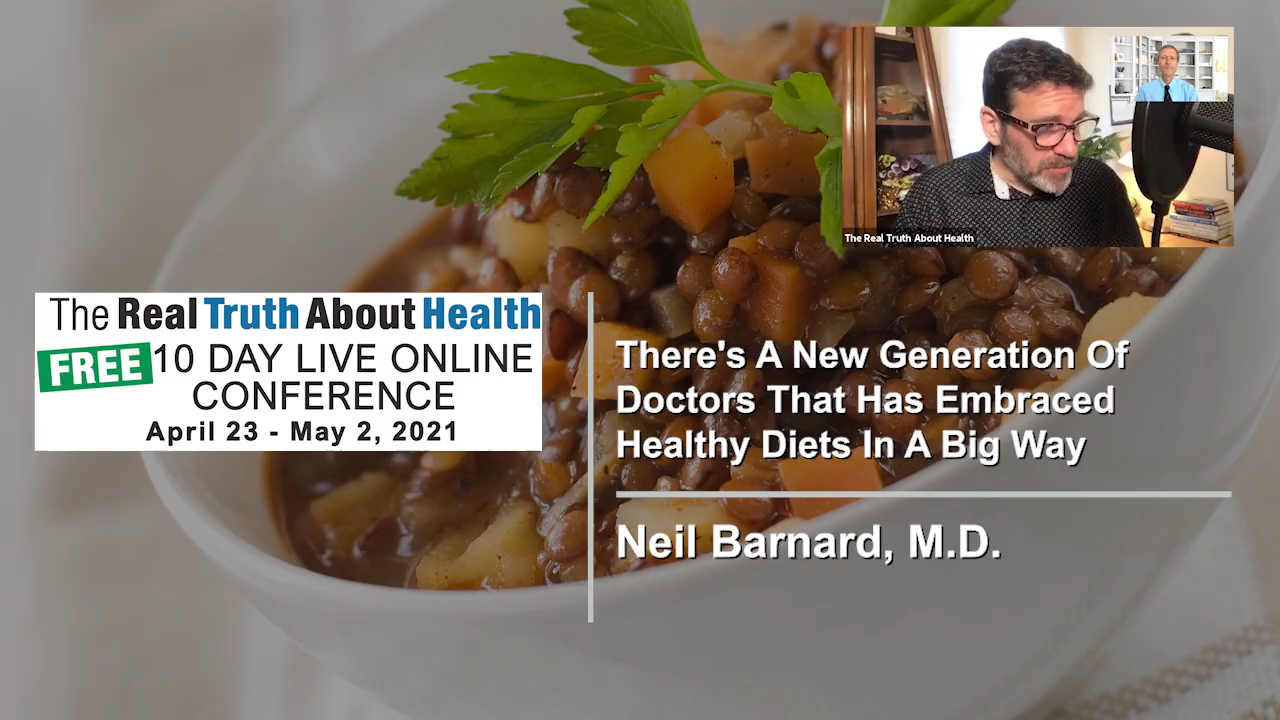 The Real Truth About Health
FREE 10 DAY LIVE ONLINE
CONFERENCE
April 23 - May 2, 2021
The Real Truth About Health
There's A New Generation Of
Doctors That Has Embraced
Healthy Diets In A Big Way
Neil Barnard, M.D.